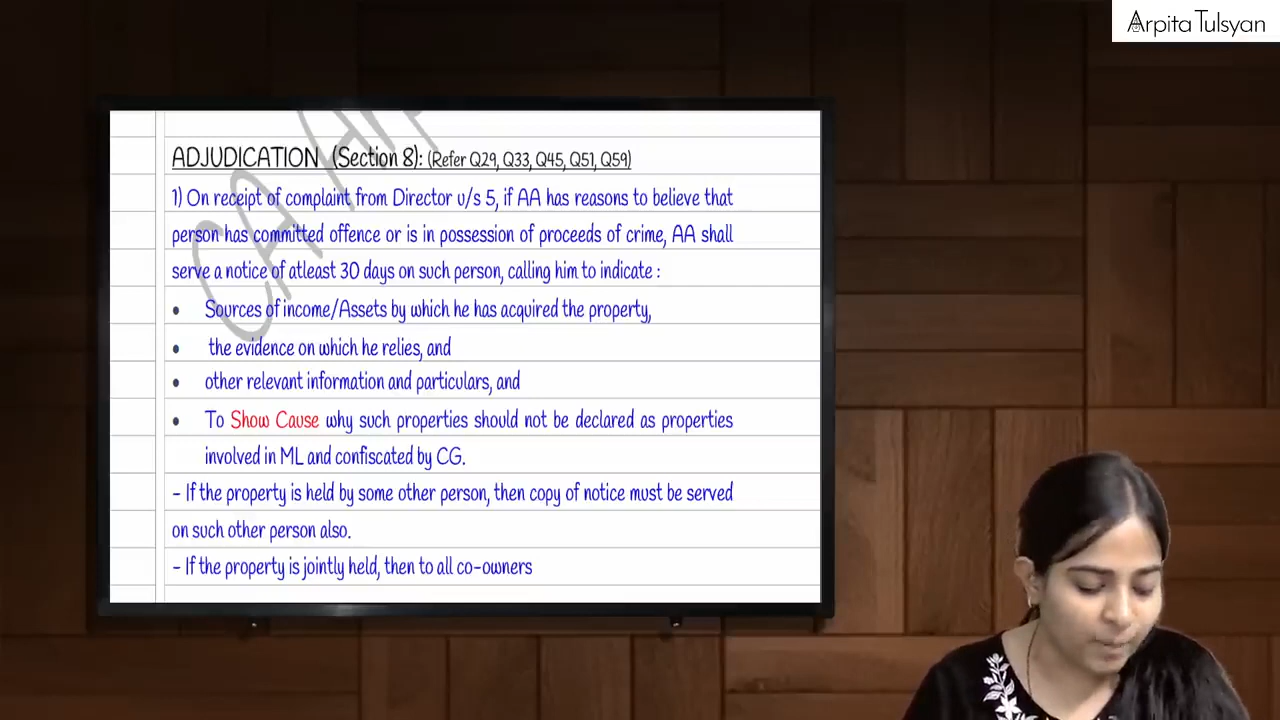 Arpita Tulsyan
ADJUDICATION (Section 8): (Refer Q29, Q33, Q45, Q51, Q59)
1) On receipt of complaint from Director u/s 5, if AA has reasons to believe that
person has committed offence or is in possession of proceeds of crime, AA shall
serve a notice of atleast 30 days on such person, calling him to indicate :
• Sources of income/Assets by which he has acquired the property,
• the evidence on which he relies, and
• other relevant information and particulars, and
• To Show Cause why such properties should not be declared as properties
involved in ML and confiscated by CG.
- If the property is held by some other person, then copy of notice must be served
on such other person also.
- If the property is jointly held, then to all co-owners
CA